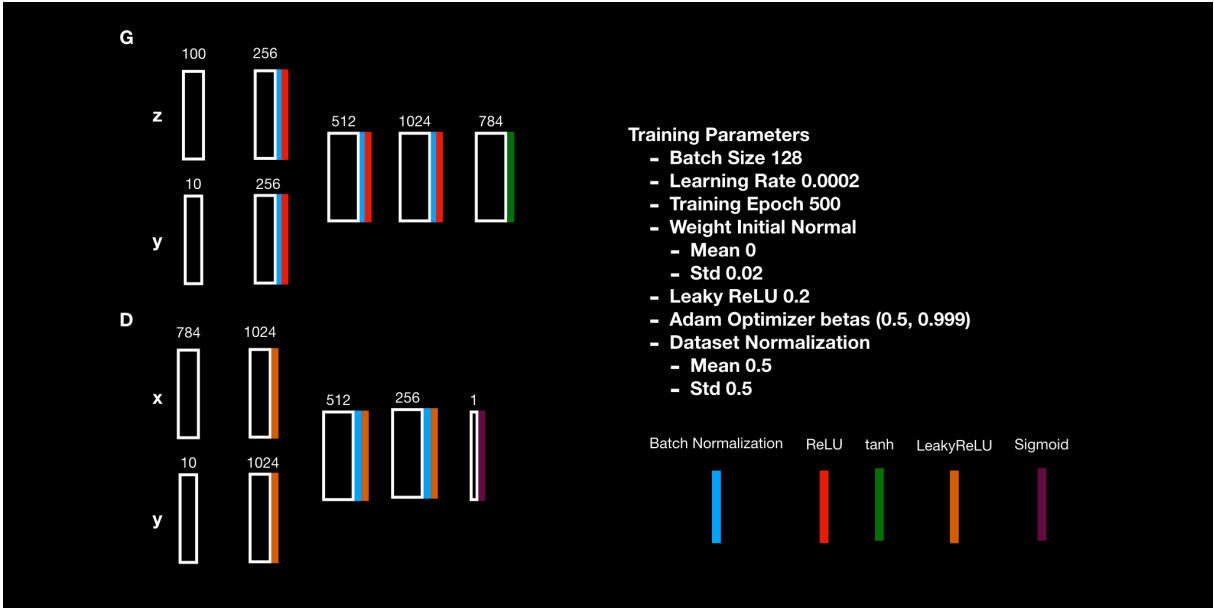 G
100 256
z
512 1024 784
10 256
y
D
784 1024
x
512 256 1
10 1024
y
Training Parameters
- Batch Size 128
- Learning Rate 0.0002
- Training Epoch 500
- Weight Initial Normal
- Mean 0
- Std 0.02
- Leaky ReLU 0.2
- Adam Optimizer betas (0.5, 0.999)
- Dataset Normalization
- Mean 0.5
- Std 0.5
Batch Normalization ReLU tanh LeakyReLU Sigmoid